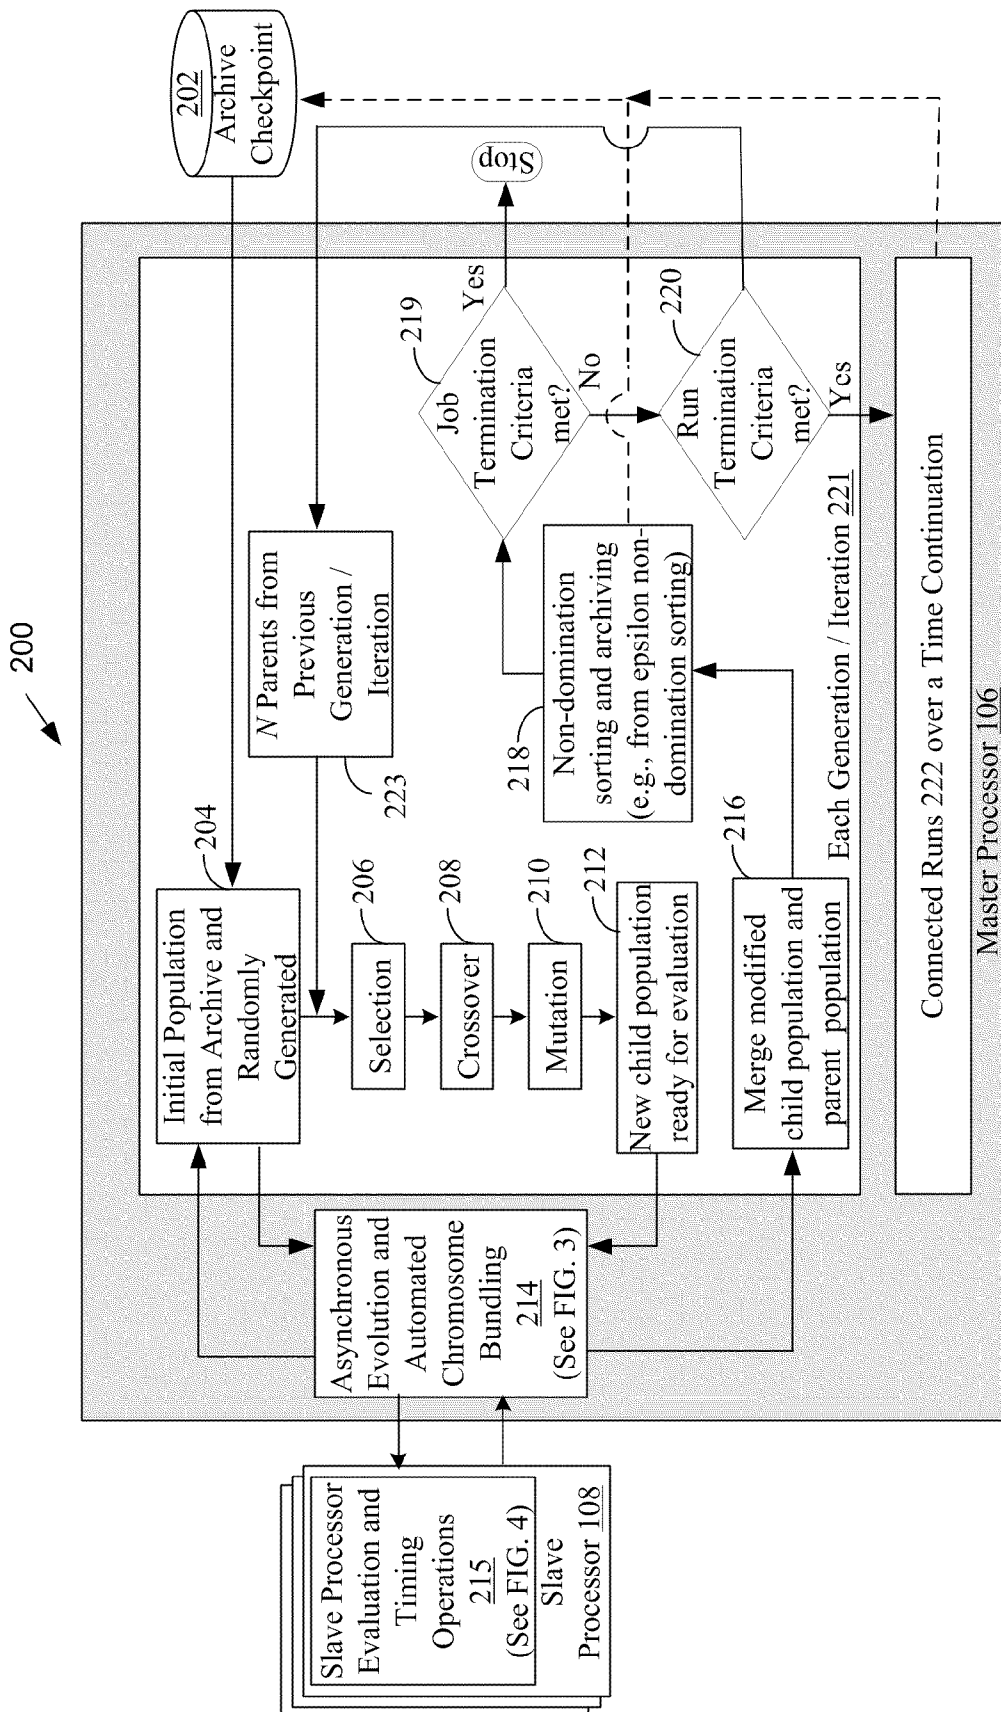 200
202
Archive
Checkpoint
Initial Population
from Archive and
Randomly
Generated
204
N Parents from
Previous
Generation /
Iteration
223
Selection
206
Crossover
208
Mutation
210
New child population
ready for evaluation
212
Asynchronous
Evolution and
Automated
Chromosome
Bundling
214
(See FIG. 3)
Slave Processor
Evaluation and
Timing
Operations
215
(See FIG. 4)
Slave
Processor 108
Merge modified
child population and
parent population
216
Non-domination
sorting and archiving
(e.g., from epsilon non-
domination sorting)
218
Job
Termination
Criteria
met?
219
Yes
Stop
No
Run
Termination
Criteria
met?
220
Yes
Each Generation / Iteration 221
Connected Runs 222 over a Time Continuation
Master Processor 106